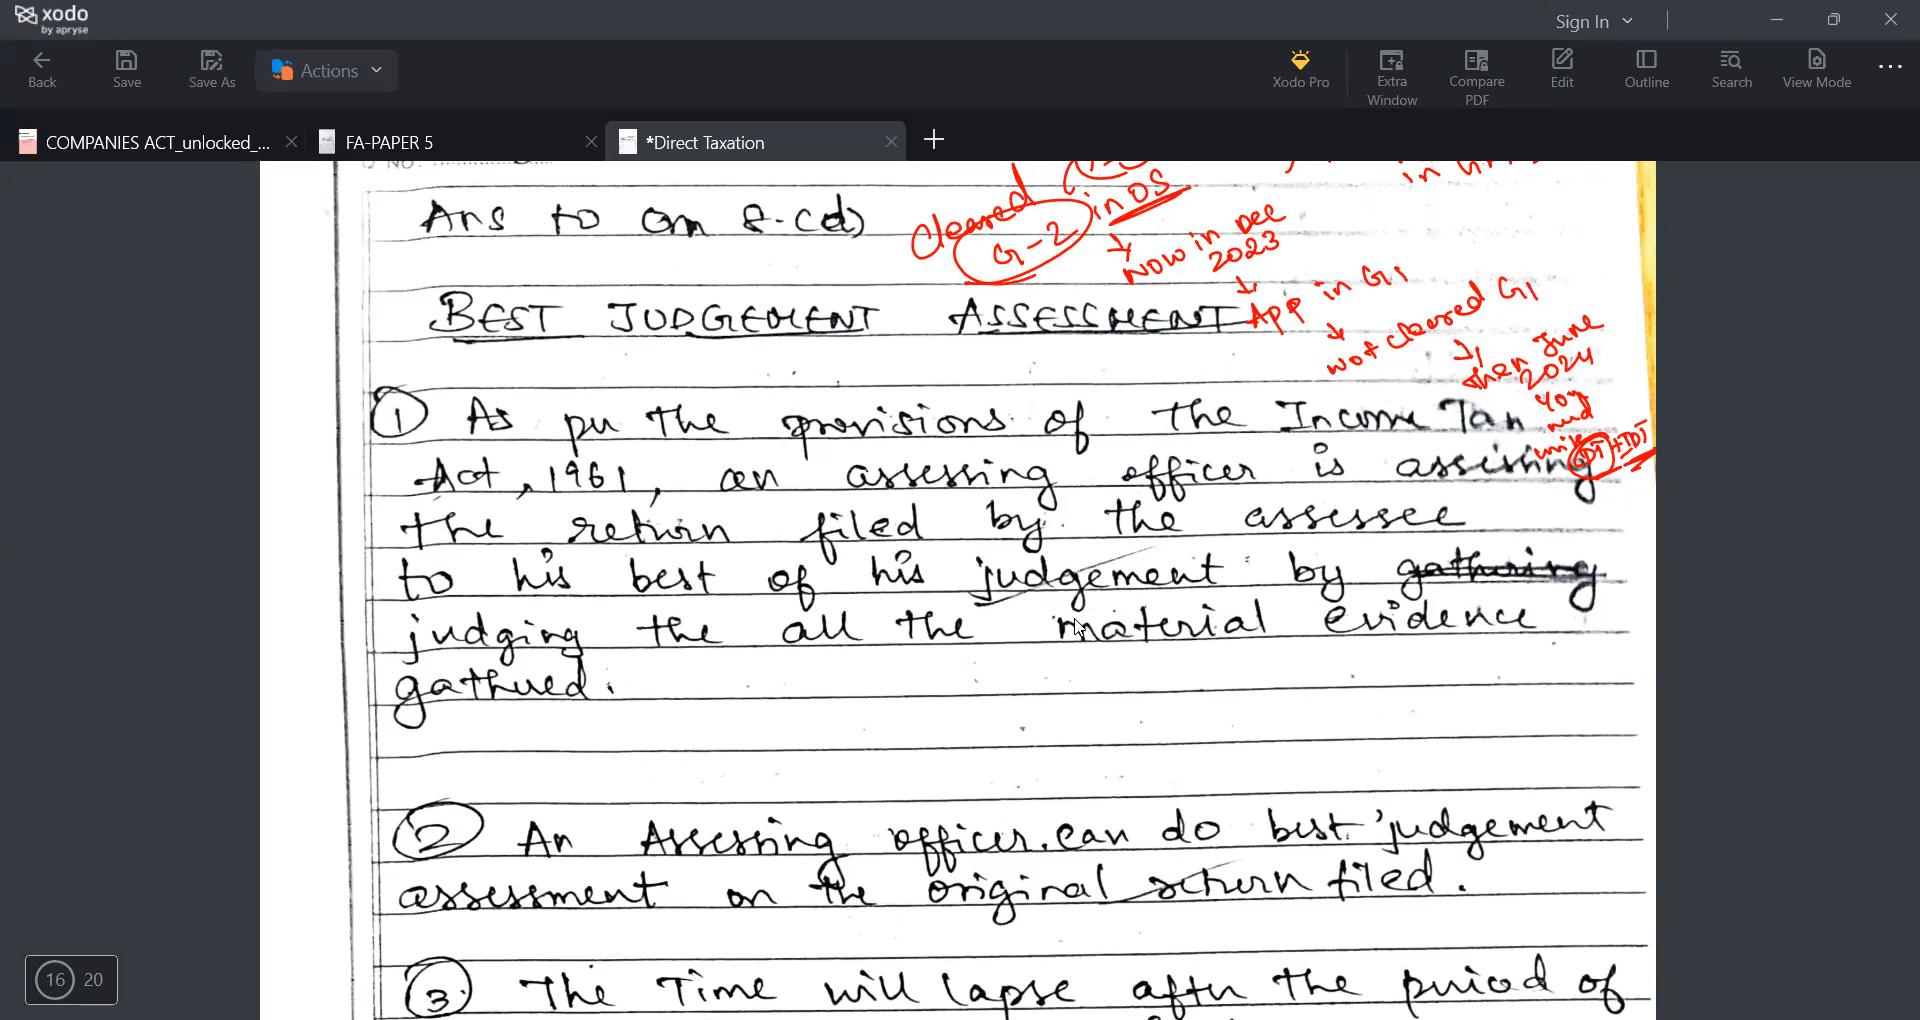 xodo
by apryse
Sign In
Back
Save
Save As
Actions
Xodo Pro
Extra Window
Compare PDF
Edit
Outline
Search
View Mode
COMPANIES ACT_unlocked_...
FA-PAPER 5
*Direct Taxation
Ans to Qn 8-(d)
Cleared
G-2
in OS
Now in Dec
2023
App in G1
not cleared G1
then June
2024
DT+IDT
BEST JUDGEMENT ASSESSMENT
① As per the provisions of the Income Tax
Act, 1961, an assessing officer is assissing
the return filed by the assessee
to his best of his judgement by gathering
judging the all the material evidence
gathered.
② An Assessing officer can do best judgement
assessment on the original return filed.
③ The Time will lapse after the period of
16 20